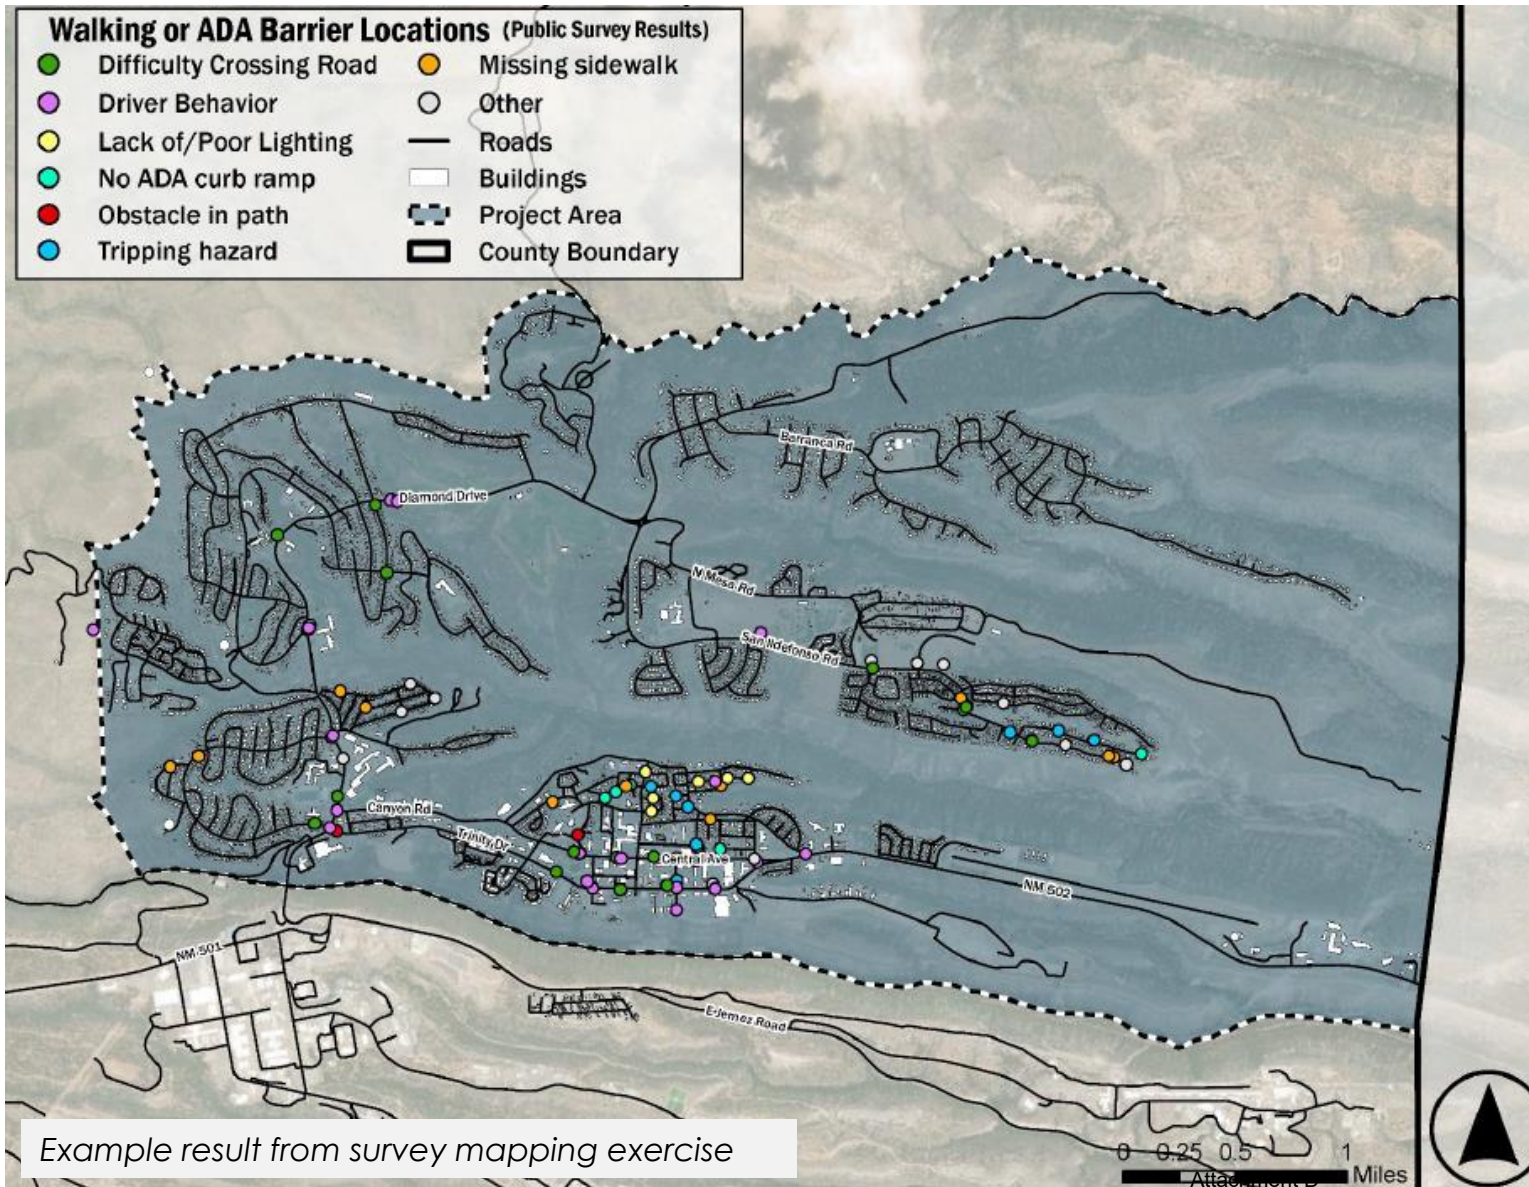 Walking or ADA Barrier Locations (Public Survey Results)
Difficulty Crossing Road
Driver Behavior
Lack of/Poor Lighting
No ADA curb ramp
Obstacle in path
Tripping hazard
Missing sidewalk
Other
Roads
Buildings
Project Area
County Boundary
Barranca Rd
Diamond Drive
N Mesa Rd
San Ildefonso Rd
Canyon Rd
Trinity Dr
Central Ave
NM 502
NM 501
E Jemez Road
Example result from survey mapping exercise
0 0.25 0.5 1
Miles
Attachment D